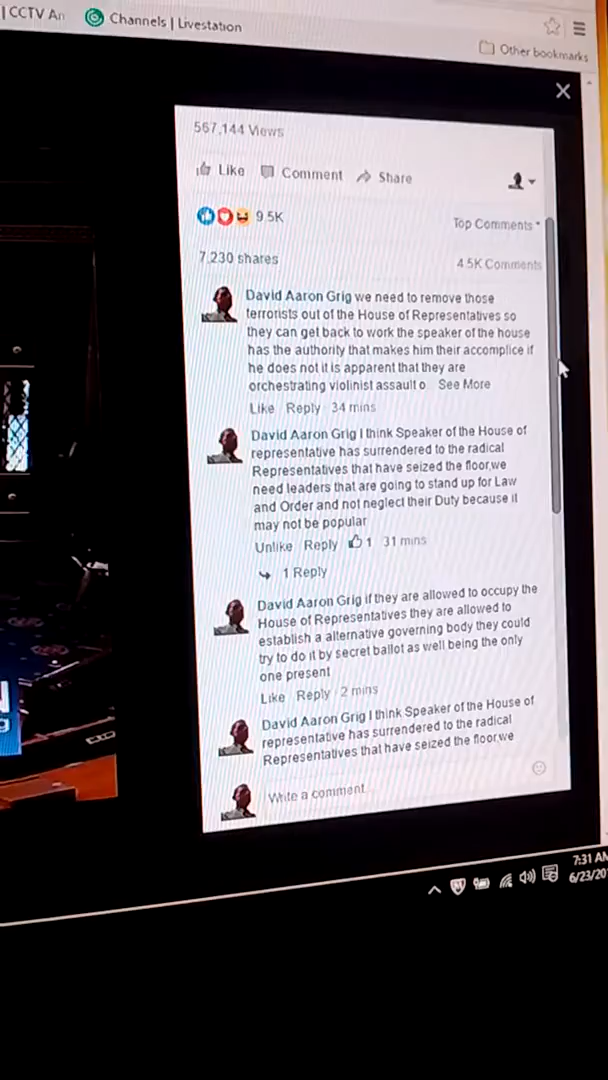 CCTV An
Channels | Livestation
Other bookmarks
567,144 Views
Like Comment Share
9.5K
Top Comments
7,230 shares
4.5K Comments
David Aaron Grig we need to remove those
terrorists out of the House of Representatives so
they can get back to work the speaker of the house
has the authority that makes him their accomplice if
he does not it is apparent that they are
orchestrating violinist assault o See More
Like Reply 34 mins
David Aaron Grig I think Speaker of the House of
representative has surrendered to the radical
Representatives that have seized the floor,we
need leaders that are going to stand up for Law
and Order and not neglect their Duty because it
may not be popular
Unlike Reply 1 31 mins
1 Reply
David Aaron Grig if they are allowed to occupy the
House of Representatives they are allowed to
establish a alternative governing body they could
try to do it by secret ballot as well being the only
one present
Like Reply 2 mins
David Aaron Grig I think Speaker of the House of
representative has surrendered to the radical
Representatives that have seized the floor,we
Write a comment...
7:31 AM
6/23/20
N
g